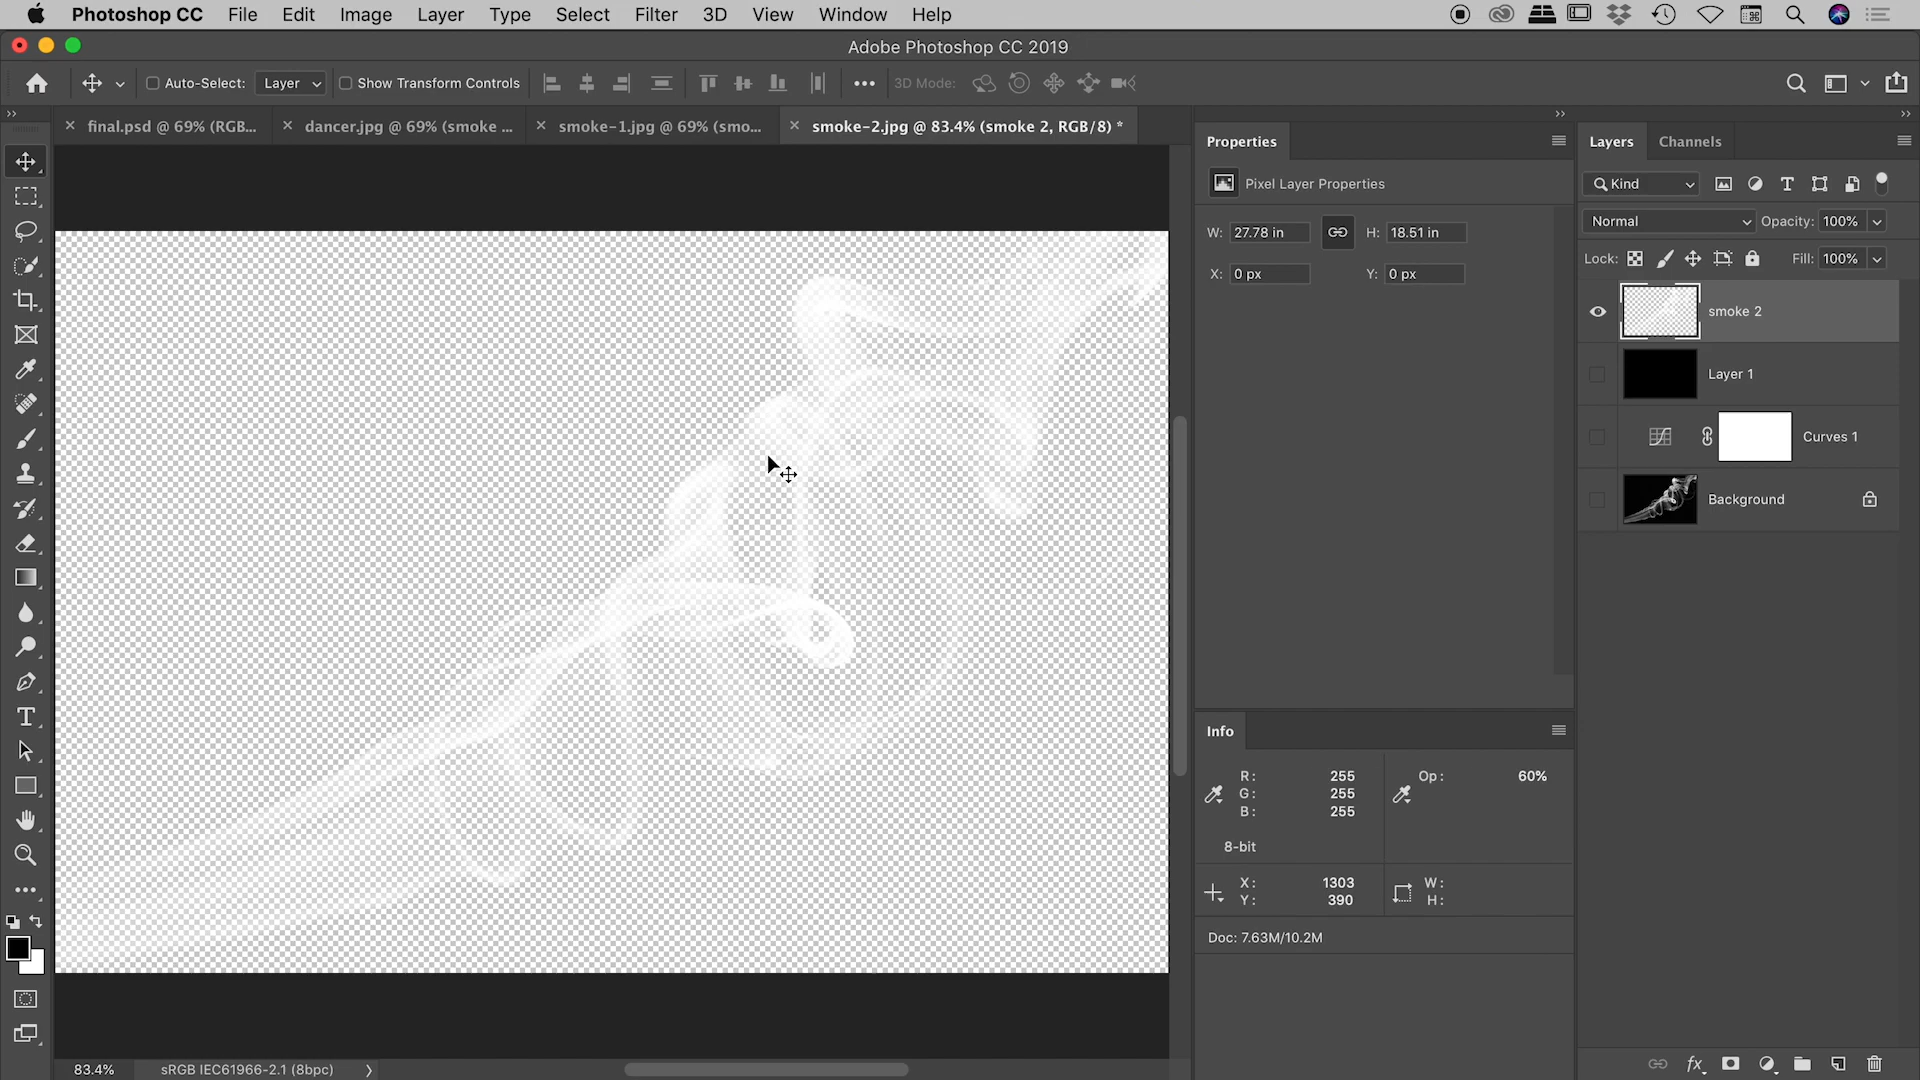 Photoshop CC File Edit Image Layer Type Select Filter 3D View Window Help
Adobe Photoshop CC 2019
Auto-Select: Layer Show Transform Controls 3D Mode:
final.psd @ 69% (RGB... dancer.jpg @ 69% (smoke ... smoke-1.jpg @ 69% (smo... smoke-2.jpg @ 83.4% (smoke 2, RGB/8) *
Properties
Pixel Layer Properties
W: 27.78 in H: 18.51 in
X: 0 px Y: 0 px
Layers Channels
Kind
Normal Opacity: 100%
Lock: Fill: 100%
smoke 2
Layer 1
Curves 1
Background
Info
R: 255 Op: 60%
G: 255
B: 255
8-bit
X: 1303 W:
Y: 390 H:
Doc: 7.63M/10.2M
83.4% sRGB IEC61966-2.1 (8bpc)